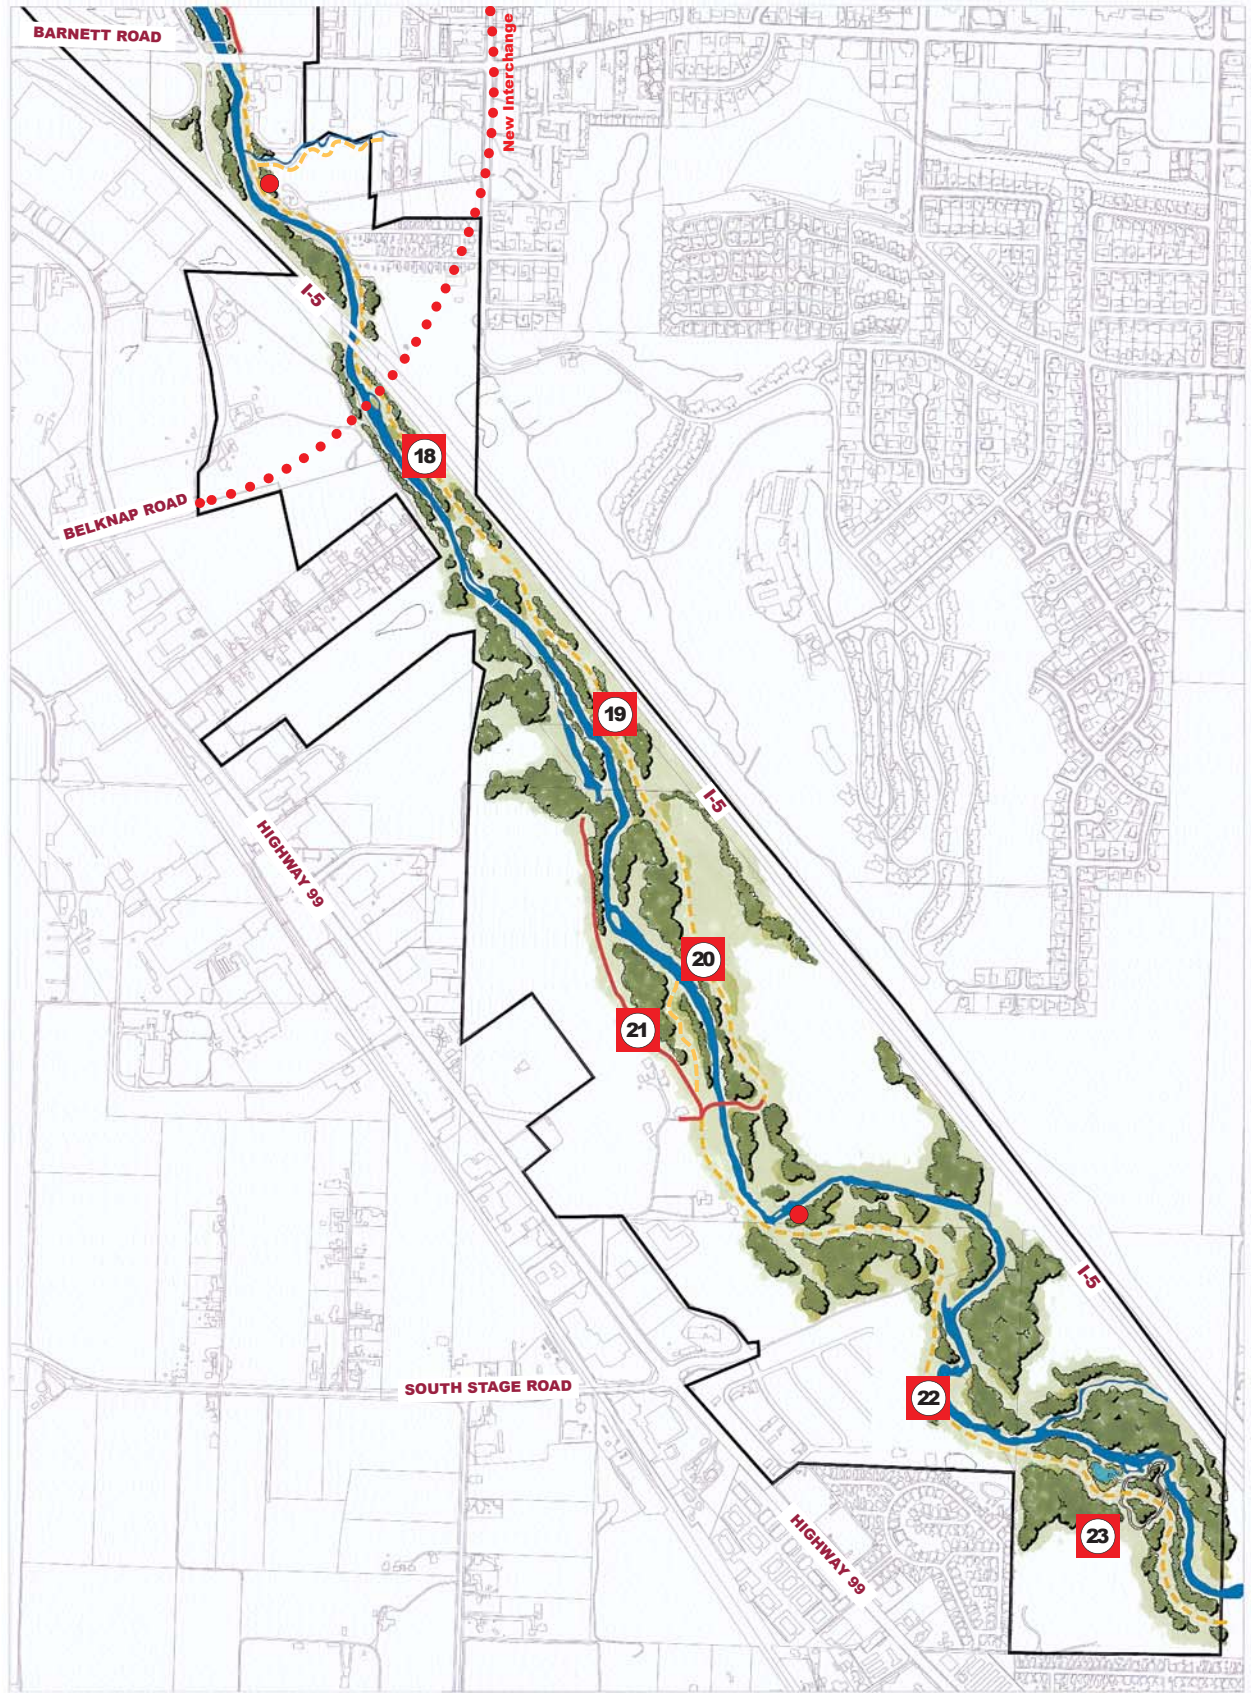 BARNETT ROAD
New Interchange
I-5
18
BELKNAP ROAD
19
I-5
HIGHWAY 99
20
21
I-5
SOUTH STAGE ROAD
22
23
HIGHWAY 99